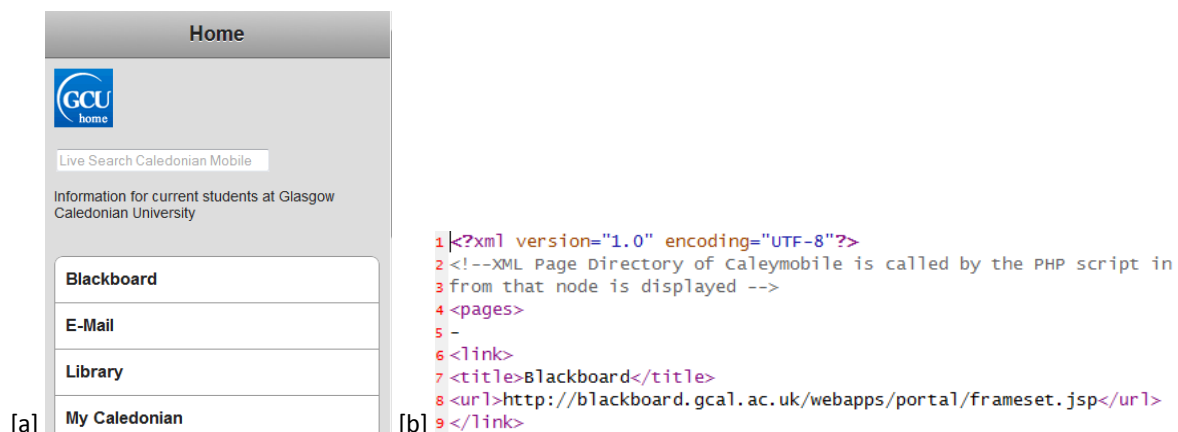 Home
GCU
home
Live Search Caledonian Mobile
Information for current students at Glasgow
Caledonian University
Blackboard
E-Mail
Library
My Caledonian
[a]
[b]
1 <?xml version="1.0" encoding="UTF-8"?>
2 <!--XML Page Directory of Caleymobile is called by the PHP script in
3 from that node is displayed -->
4 <pages>
5 -
6 <link>
7 <title>Blackboard</title>
8 <url>http://blackboard.gcal.ac.uk/webapps/portal/frameset.jsp</url>
9 </link>